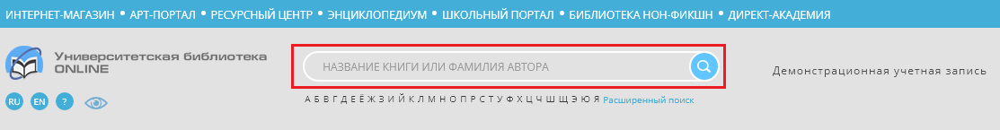 ИНТЕРНЕТ-МАГАЗИН • АРТ-ПОРТАЛ • РЕСУРСНЫЙ ЦЕНТР • ЭНЦИКЛОПЕДИУМ • ШКОЛЬНЫЙ ПОРТАЛ • БИБЛИОТЕКА НОН-ФИКШН • ДИРЕКТ-АКАДЕМИЯ
Университетская библиотека
ONLINE
НАЗВАНИЕ КНИГИ ИЛИ ФАМИЛИЯ АВТОРА
Демонстрационная учетная запись
RU EN ?
А Б В Г Д Е Ё Ж З И Й К Л М Н О П Р С Т У Ф Х Ц Ч Ш Щ Э Ю Я Расширенный поиск